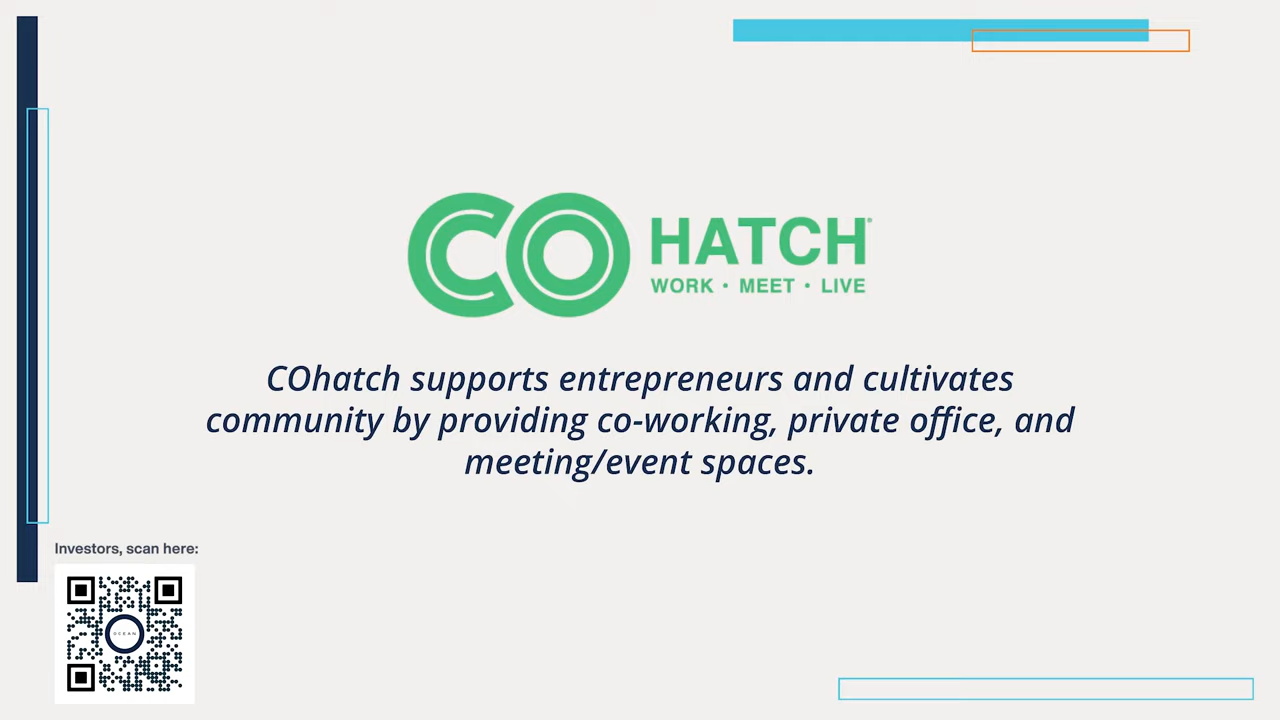 CO HATCH®
WORK • MEET • LIVE
COhatch supports entrepreneurs and cultivates
community by providing co-working, private office, and
meeting/event spaces.
Investors, scan here:
OCEAN